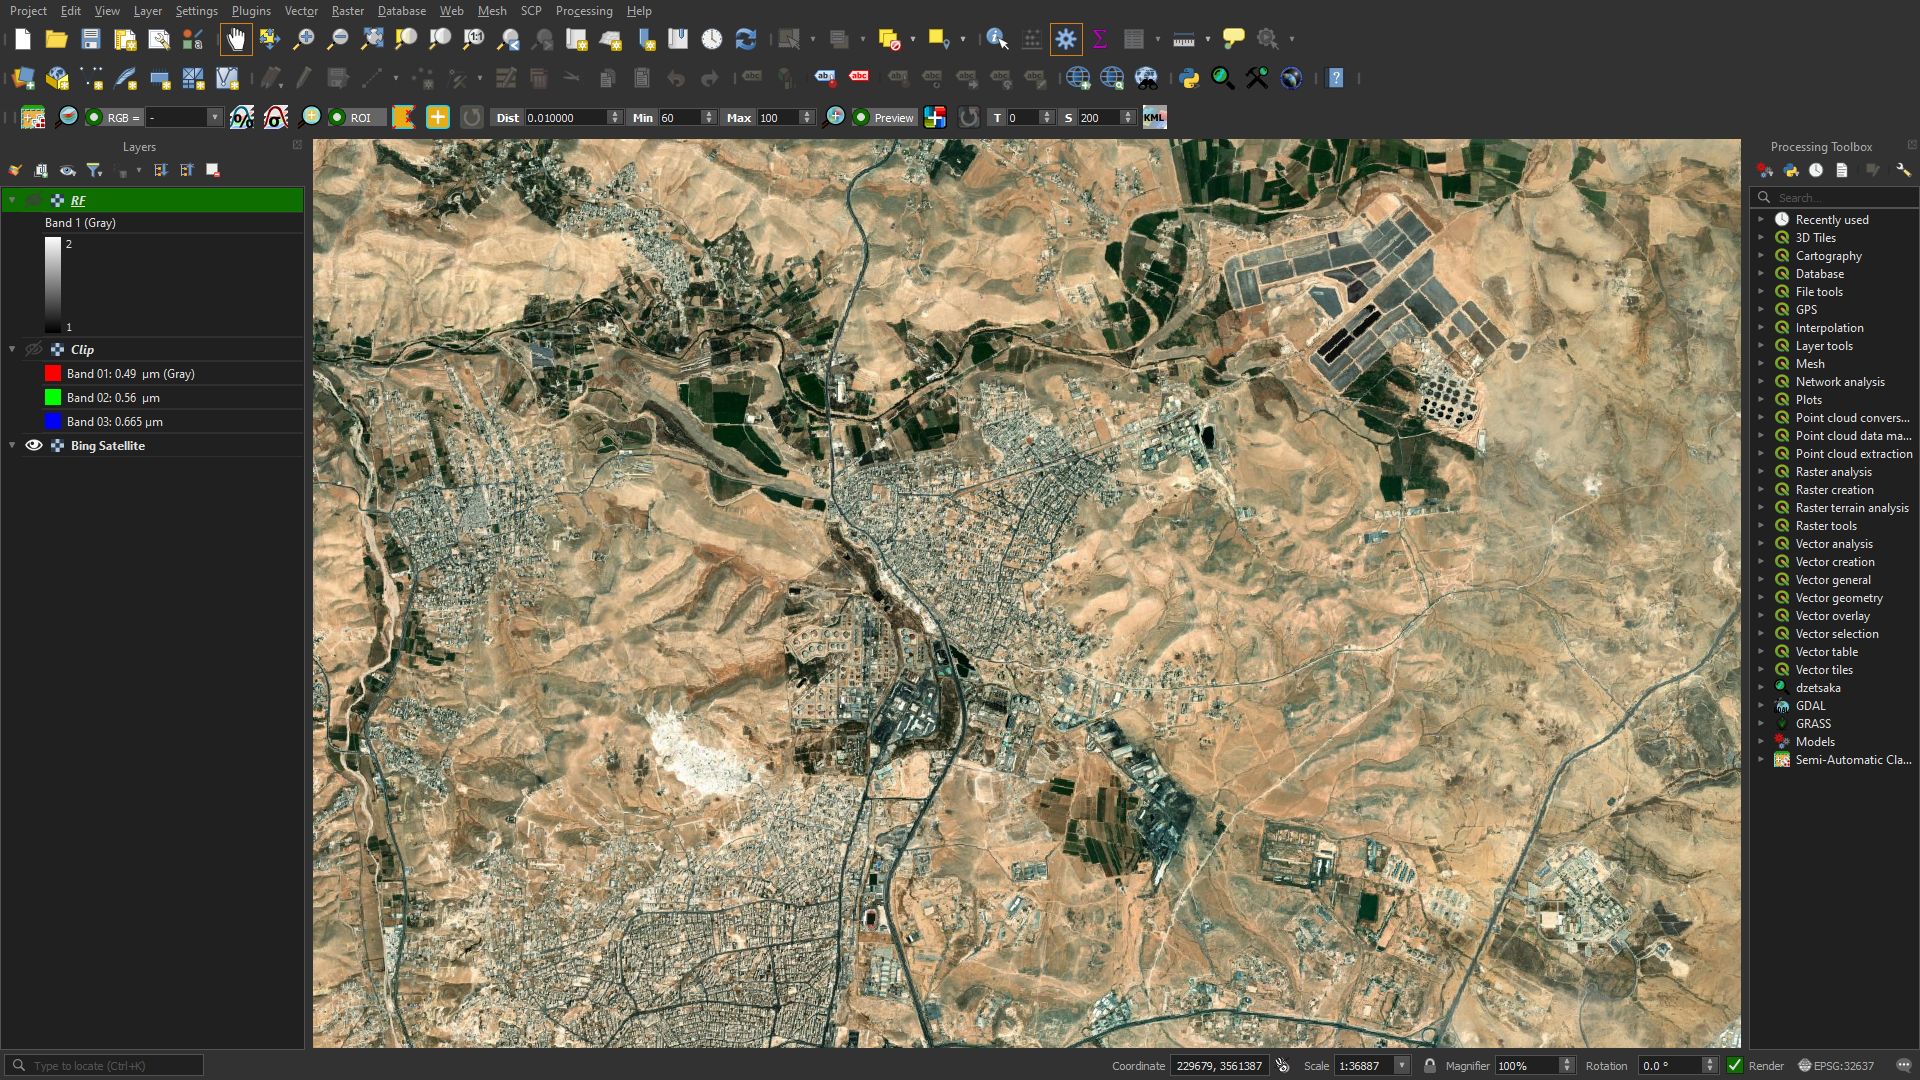 Project Edit View Layer Settings Plugins Vector Raster Database Web Mesh SCP Processing Help
RGB = - ROI Dist 0.010000 Min 60 Max 100 Preview T 0 S 200 KML
Layers
RF
Band 1 (Gray)
2
1
Clip
Band 01: 0.49 µm (Gray)
Band 02: 0.56 µm
Band 03: 0.665 µm
Bing Satellite
Processing Toolbox
Search...
Recently used
3D Tiles
Cartography
Database
File tools
GPS
Interpolation
Layer tools
Mesh
Network analysis
Plots
Point cloud convers...
Point cloud data ma...
Point cloud extraction
Raster analysis
Raster creation
Raster terrain analysis
Raster tools
Vector analysis
Vector creation
Vector general
Vector geometry
Vector overlay
Vector selection
Vector table
Vector tiles
dzetsaka
GDAL
GRASS
Models
Semi-Automatic Cla...
Type to locate (Ctrl+K)
Coordinate 229679, 3561387 Scale 1:36887 Magnifier 100% Rotation 0.0 ° Render EPSG:32637